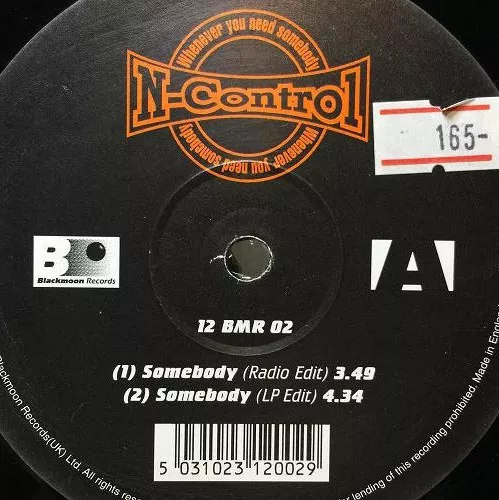 Whenever you need somebody
N-Control
Whenever you need somebody
165-
B
Blackmoon Records
A
12 BMR 02
(1) Somebody (Radio Edit) 3.49
(2) Somebody (LP Edit) 4.34
5 031023 120029
Blackmoon Records(UK) Ltd. All rights
lending of this recording prohibited. Made in England